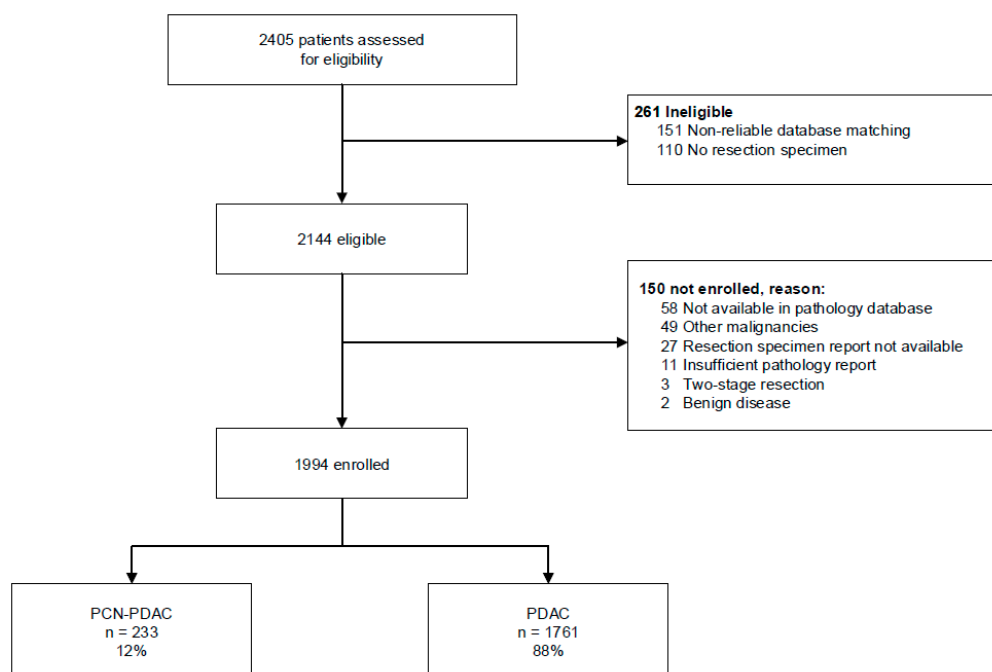 2405 patients assessed
for eligibility
261 Ineligible
151 Non-reliable database matching
110 No resection specimen
2144 eligible
150 not enrolled, reason:
58 Not available in pathology database
49 Other malignancies
27 Resection specimen report not available
11 Insufficient pathology report
3 Two-stage resection
2 Benign disease
1994 enrolled
PCN-PDAC
n = 233
12%
PDAC
n = 1761
88%